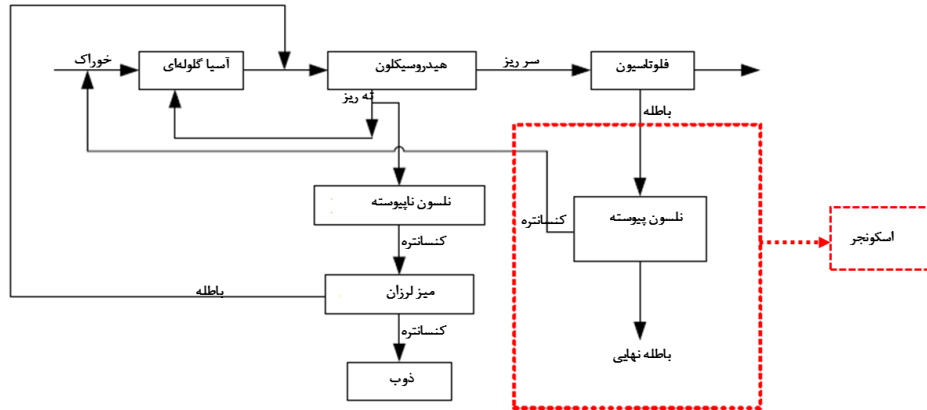 خوراک
آسیا گلوله‌ای
هیدروسیکلون
سر ریز
فلوتاسیون
ته ریز
باطله
نلسون ناپیوسته
کنسانتره
نلسون پیوسته
کنسانتره
اسکونجر
باطله
میز لرزان
کنسانتره
باطله نهایی
ذوب